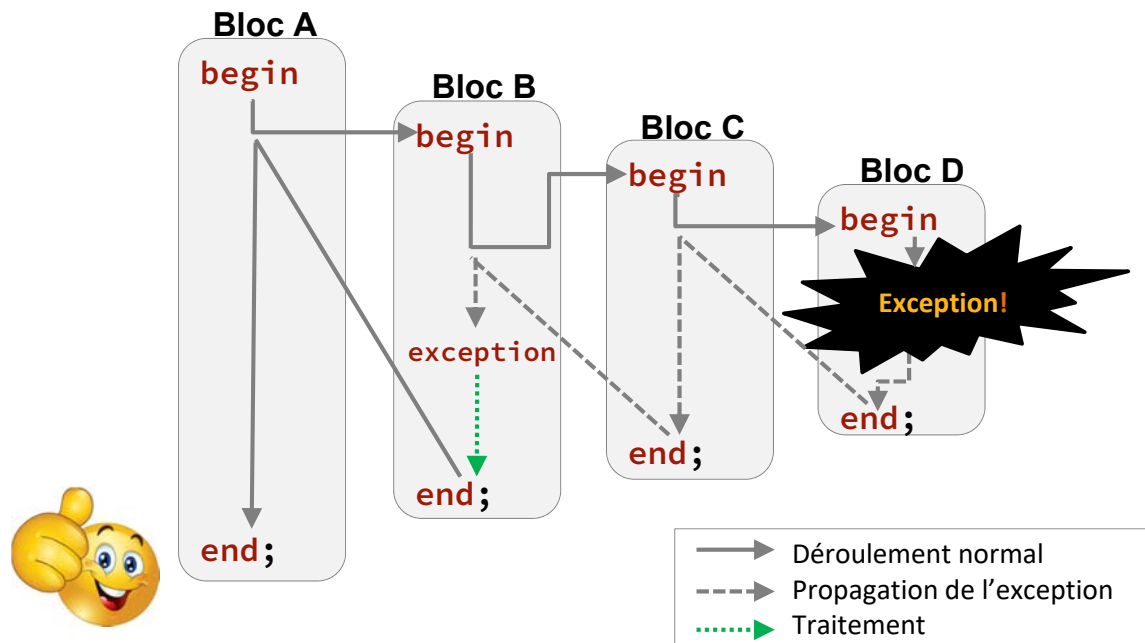 Bloc A
begin
end;
Bloc B
begin
exception
end;
Bloc C
begin
end;
Bloc D
begin
Exception!
end;
Déroulement normal
Propagation de l’exception
Traitement